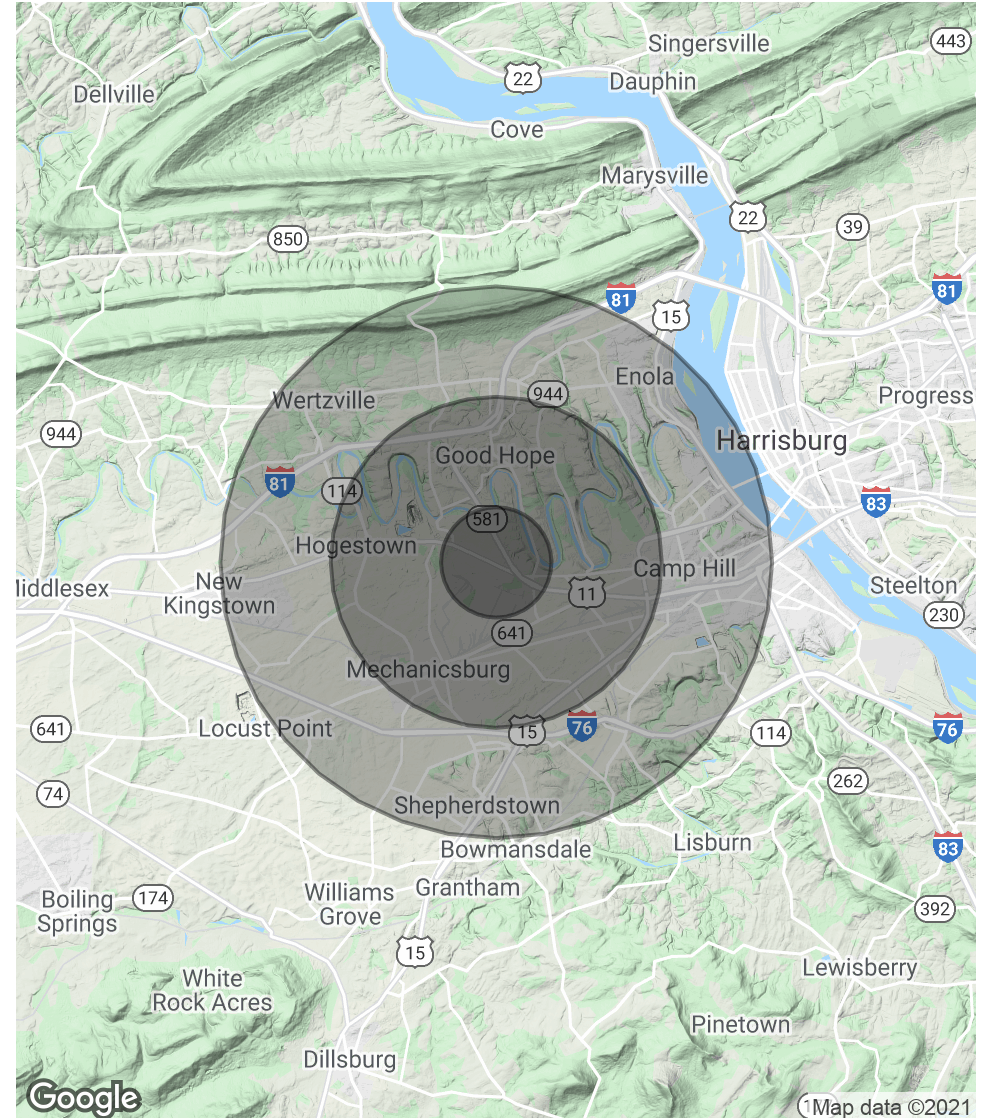 Singersville
443
22
Dauphin
Dellville
Cove
Marysville
22
39
850
81
81
15
Enola
944
Wertzville
Progress
944
Harrisburg
Good Hope
81
114
83
581
Hogestown
Camp Hill
New
Kingstown
11
Steelton
230
641
Mechanicsburg
641
Locust Point
15
76
114
76
262
74
Shepherdstown
Lisburn
Bowmansdale
83
Boiling
Springs
174
Williams
Grove
Grantham
392
15
White
Rock Acres
Lewisberry
Pinetown
Dillsburg
Google
Map data ©2021